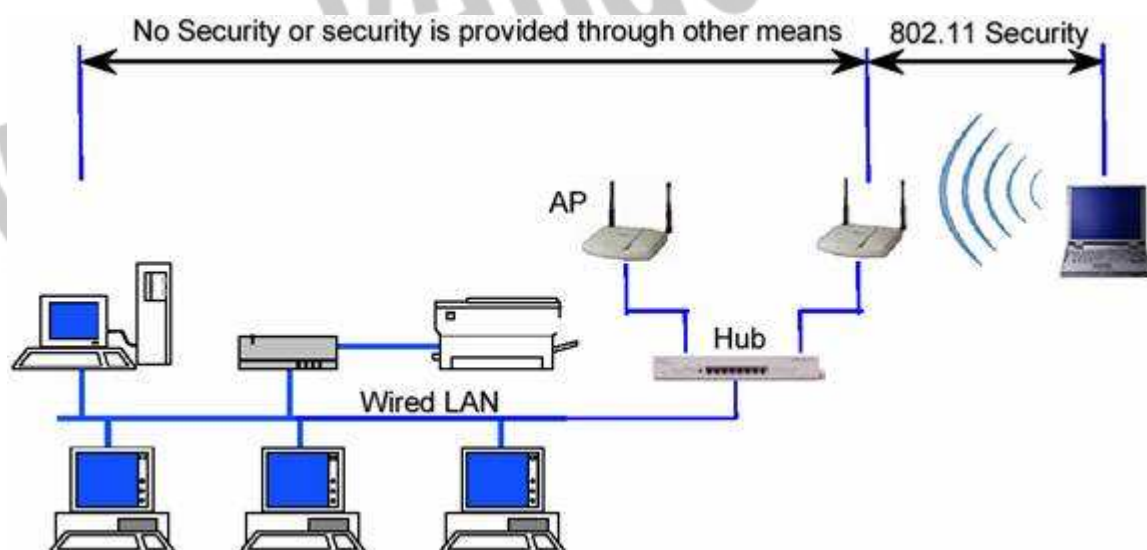 No Security or security is provided through other means
802.11 Security
AP
Hub
Wired LAN